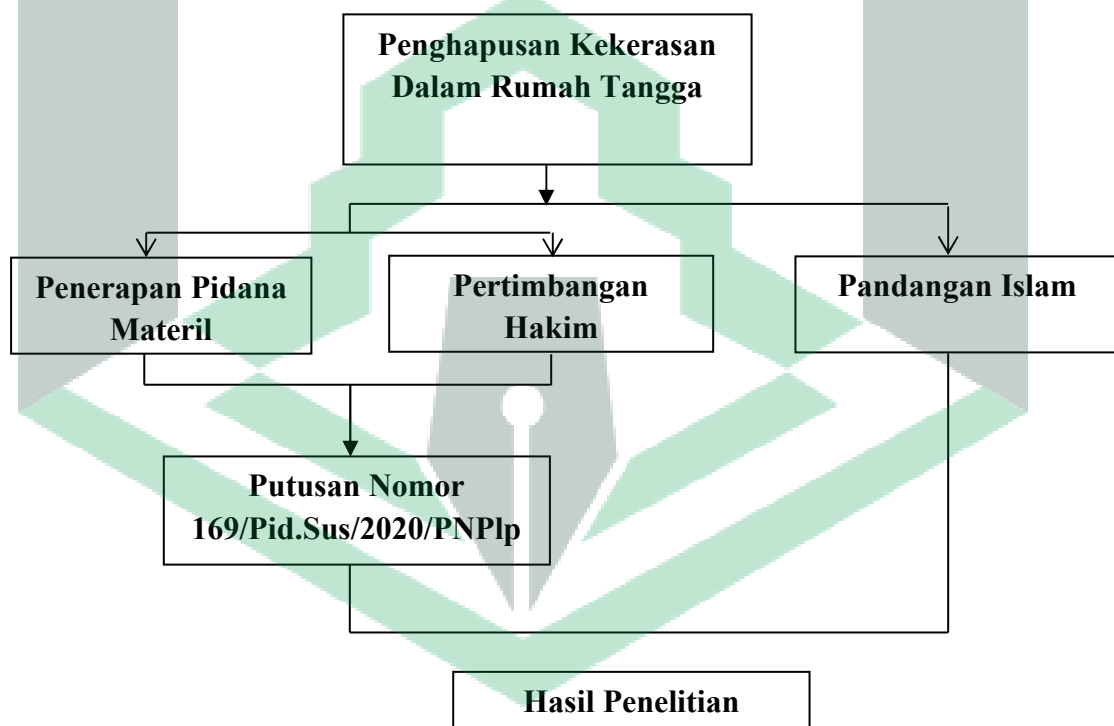 Penghapusan Kekerasan
Dalam Rumah Tangga
Penerapan Pidana
Materil
Pertimbangan
Hakim
Pandangan Islam
Putusan Nomor
169/Pid.Sus/2020/PNPlp
Hasil Penelitian